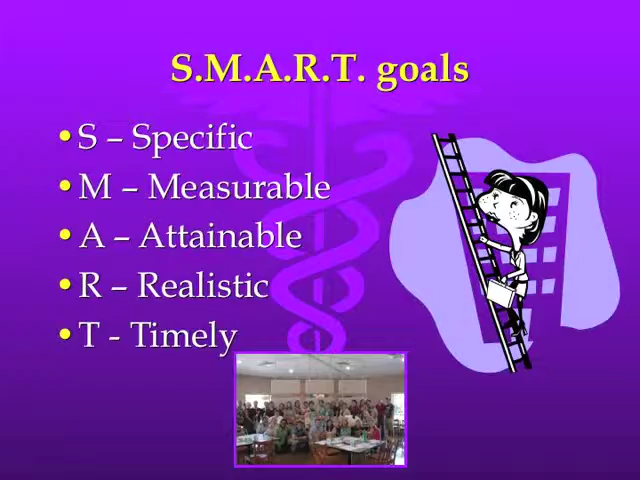 S.M.A.R.T. goals
•S – Specific
•M – Measurable
•A – Attainable
•R – Realistic
•T - Timely